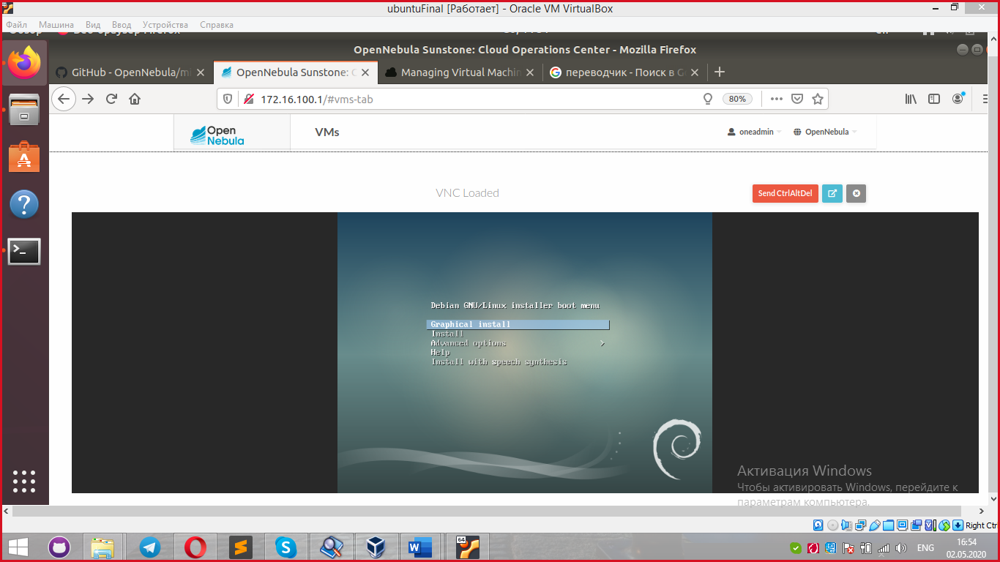 ubuntuFinal [Работает] - Oracle VM VirtualBox
Файл Машина Вид Ввод Устройства Справка
OpenNebula Sunstone: Cloud Operations Center - Mozilla Firefox
GitHub - OpenNebula/mi
OpenNebula Sunstone: C
Managing Virtual Machin
переводчик - Поиск в G
172.16.100.1/#vms-tab
80%
Open Nebula
VMs
oneadmin
OpenNebula
VNC Loaded
Send CtrlAltDel
Debian GNU/Linux installer boot menu
Graphical install
Install
Advanced options >
Help
Install with speech synthesis
Активация Windows
Чтобы активировать Windows, перейдите к
параметрам компьютера.
Right Ctrl
64
ENG
16:54
02.05.2020